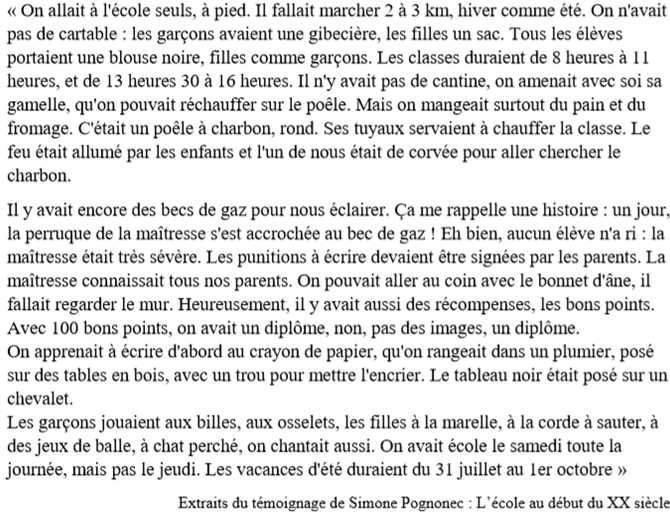 « On allait à l'école seuls, à pied. Il fallait marcher 2 à 3 km, hiver comme été. On n'avait
pas de cartable : les garçons avaient une gibecière, les filles un sac. Tous les élèves
portaient une blouse noire, filles comme garçons. Les classes duraient de 8 heures à 11
heures, et de 13 heures 30 à 16 heures. Il n'y avait pas de cantine, on amenait avec soi sa
gamelle, qu'on pouvait réchauffer sur le poêle. Mais on mangeait surtout du pain et du
fromage. C'était un poêle à charbon, rond. Ses tuyaux servaient à chauffer la classe. Le
feu était allumé par les enfants et l'un de nous était de corvée pour aller chercher le
charbon.
Il y avait encore des becs de gaz pour nous éclairer. Ça me rappelle une histoire : un jour,
la perruque de la maîtresse s'est accrochée au bec de gaz ! Eh bien, aucun élève n'a ri : la
maîtresse était très sévère. Les punitions à écrire devaient être signées par les parents. La
maîtresse connaissait tous nos parents. On pouvait aller au coin avec le bonnet d'âne, il
fallait regarder le mur. Heureusement, il y avait aussi des récompenses, les bons points.
Avec 100 bons points, on avait un diplôme, non, pas des images, un diplôme.
On apprenait à écrire d'abord au crayon de papier, qu'on rangeait dans un plumier, posé
sur des tables en bois, avec un trou pour mettre l'encrier. Le tableau noir était posé sur un
chevalet.
Les garçons jouaient aux billes, aux osselets, les filles à la marelle, à la corde à sauter, à
des jeux de balle, à chat perché, on chantait aussi. On avait école le samedi toute la
journée, mais pas le jeudi. Les vacances d'été duraient du 31 juillet au 1er octobre »
Extraits du témoignage de Simone Pognonec : L'école au début du XX siècle